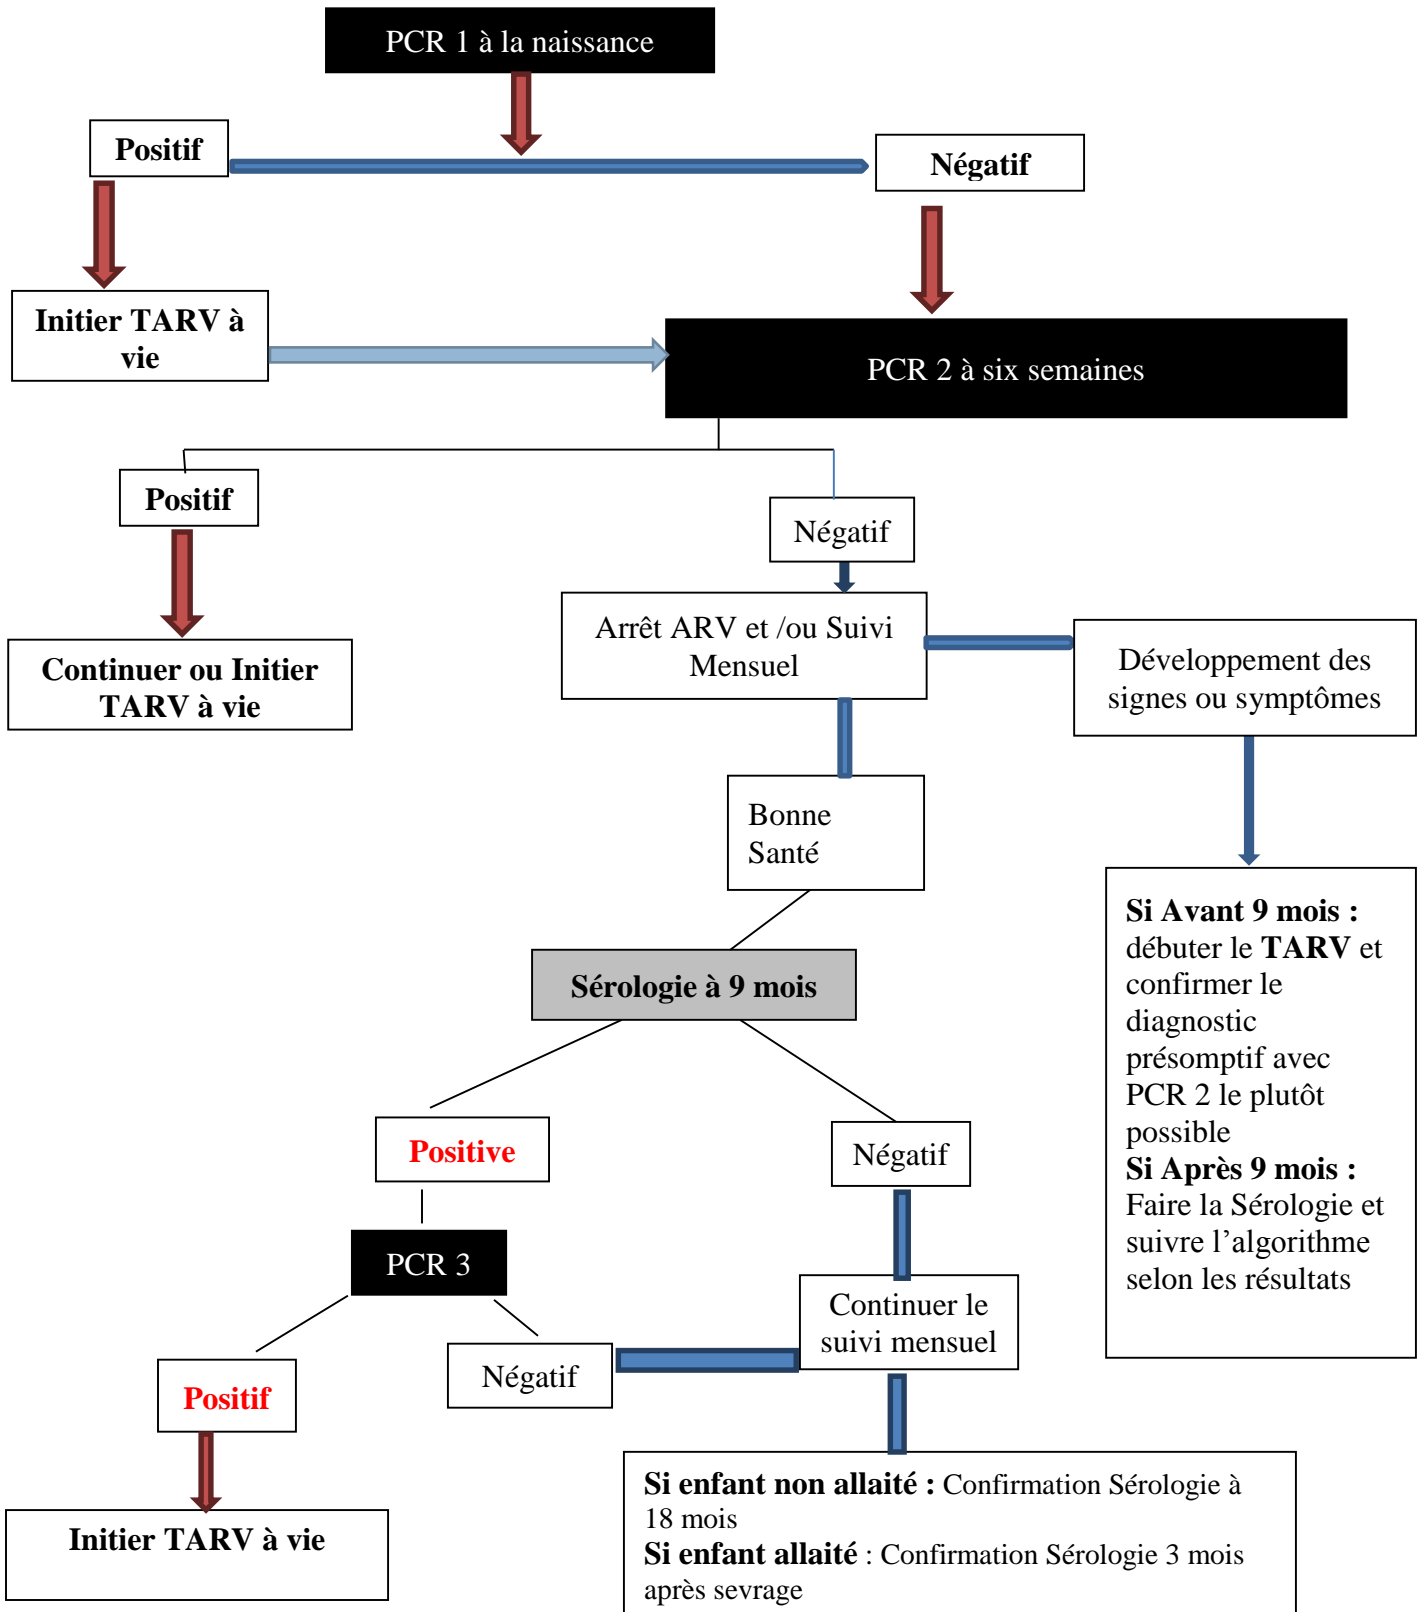 PCR 1 à la naissance
Positif
Négatif
Initier TARV à
vie
PCR 2 à six semaines
Positif
Négatif
Arrêt ARV et /ou Suivi
Mensuel
Développement des
signes ou symptômes
Continuer ou Initier
TARV à vie
Bonne
Santé
Si Avant 9 mois :
débuter le TARV et
confirmer le
diagnostic
présomptif avec
PCR 2 le plutôt
possible
Si Après 9 mois :
Faire la Sérologie et
suivre l’algorithme
selon les résultats
Sérologie à 9 mois
Positive
Négatif
PCR 3
Continuer le
suivi mensuel
Positif
Négatif
Initier TARV à vie
Si enfant non allaité : Confirmation Sérologie à
18 mois
Si enfant allaité : Confirmation Sérologie 3 mois
après sevrage